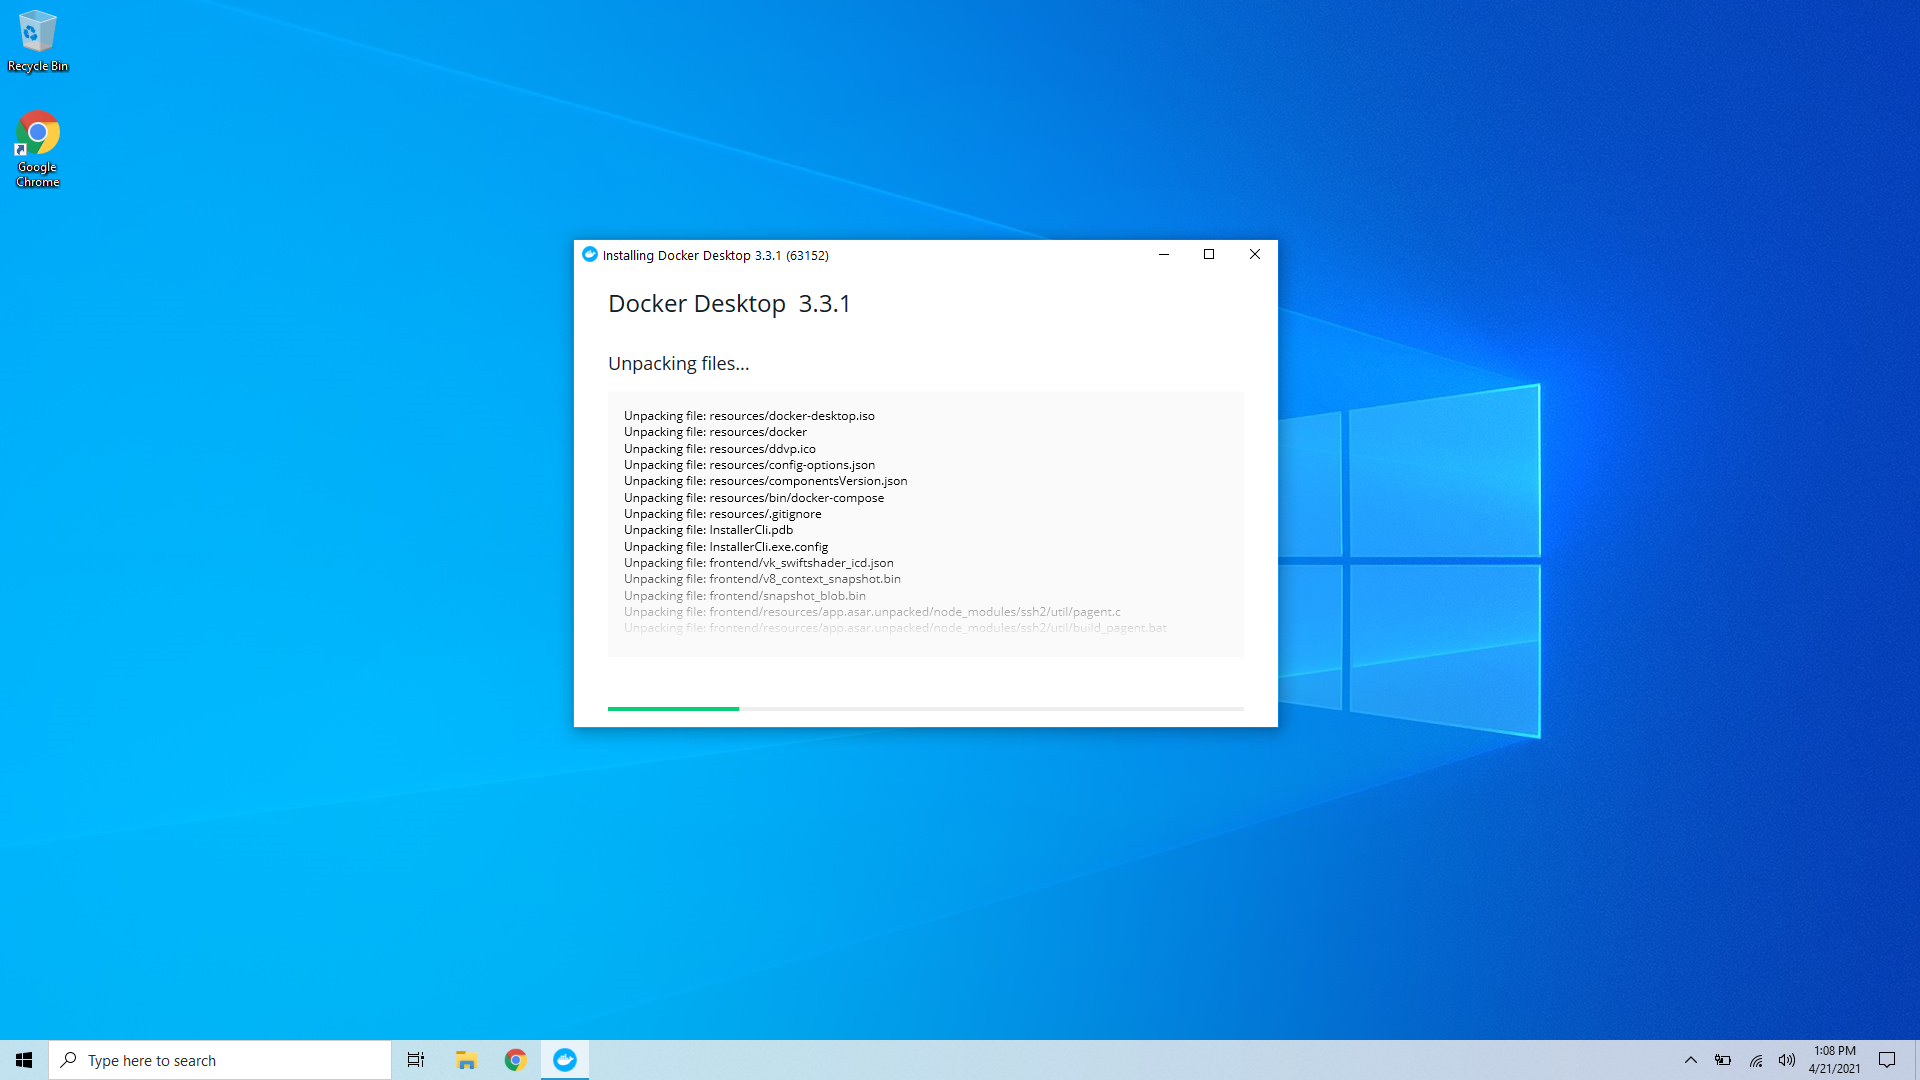 Recycle Bin
Google
Chrome
Installing Docker Desktop 3.3.1 (63152)
Docker Desktop 3.3.1
Unpacking files...
Unpacking file: resources/docker-desktop.iso
Unpacking file: resources/docker
Unpacking file: resources/ddvp.ico
Unpacking file: resources/config-options.json
Unpacking file: resources/componentsVersion.json
Unpacking file: resources/bin/docker-compose
Unpacking file: resources/.gitignore
Unpacking file: InstallerCli.pdb
Unpacking file: InstallerCli.exe.config
Unpacking file: frontend/vk_swiftshader_icd.json
Unpacking file: frontend/v8_context_snapshot.bin
Unpacking file: frontend/snapshot_blob.bin
Unpacking file: frontend/resources/app.asar.unpacked/node_modules/ssh2/util/pagent.c
Unpacking file: frontend/resources/app.asar.unpacked/node_modules/ssh2/util/build_pagent.bat
Type here to search
1:08 PM
4/21/2021